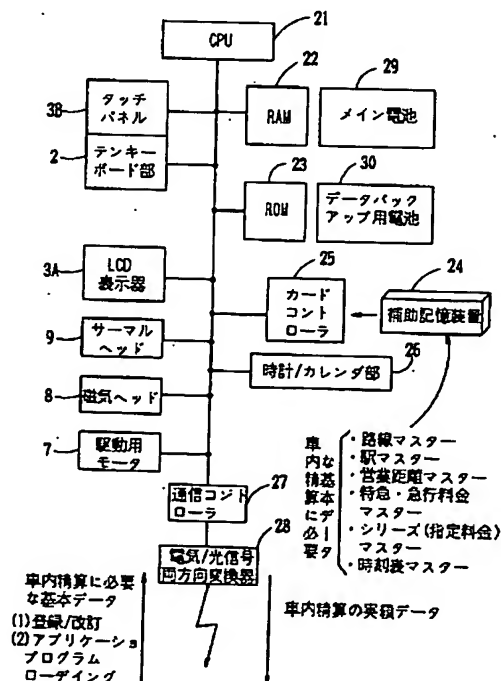 21
CPU
22
29
3B
タッチ
パネル
RAM
メイン電池
2
テンキー
ボード部
23
30
ROM
データバック
アップ用電池
3A
LCD
表示器
25
24
カード
コント
ローラ
補助記憶装置
9
サーマル
ヘッド
26
時計/カレンダ部
8
磁気ヘッド
7
駆動用
モータ
車内精算に必要
な基本データ
・路線マスター
・駅マスター
・営業距離マスター
・特急・急行料金
マスター
・シリーズ(指定料金)
マスター
・時刻表マスター
27
通信コント
ローラ
28
電気/光信号
両方向変換器
車内精算に必要
な基本データ
(1)登録/改訂
(2)アプリケーショ
プログラム
ローデイング
車内精算の実積データ